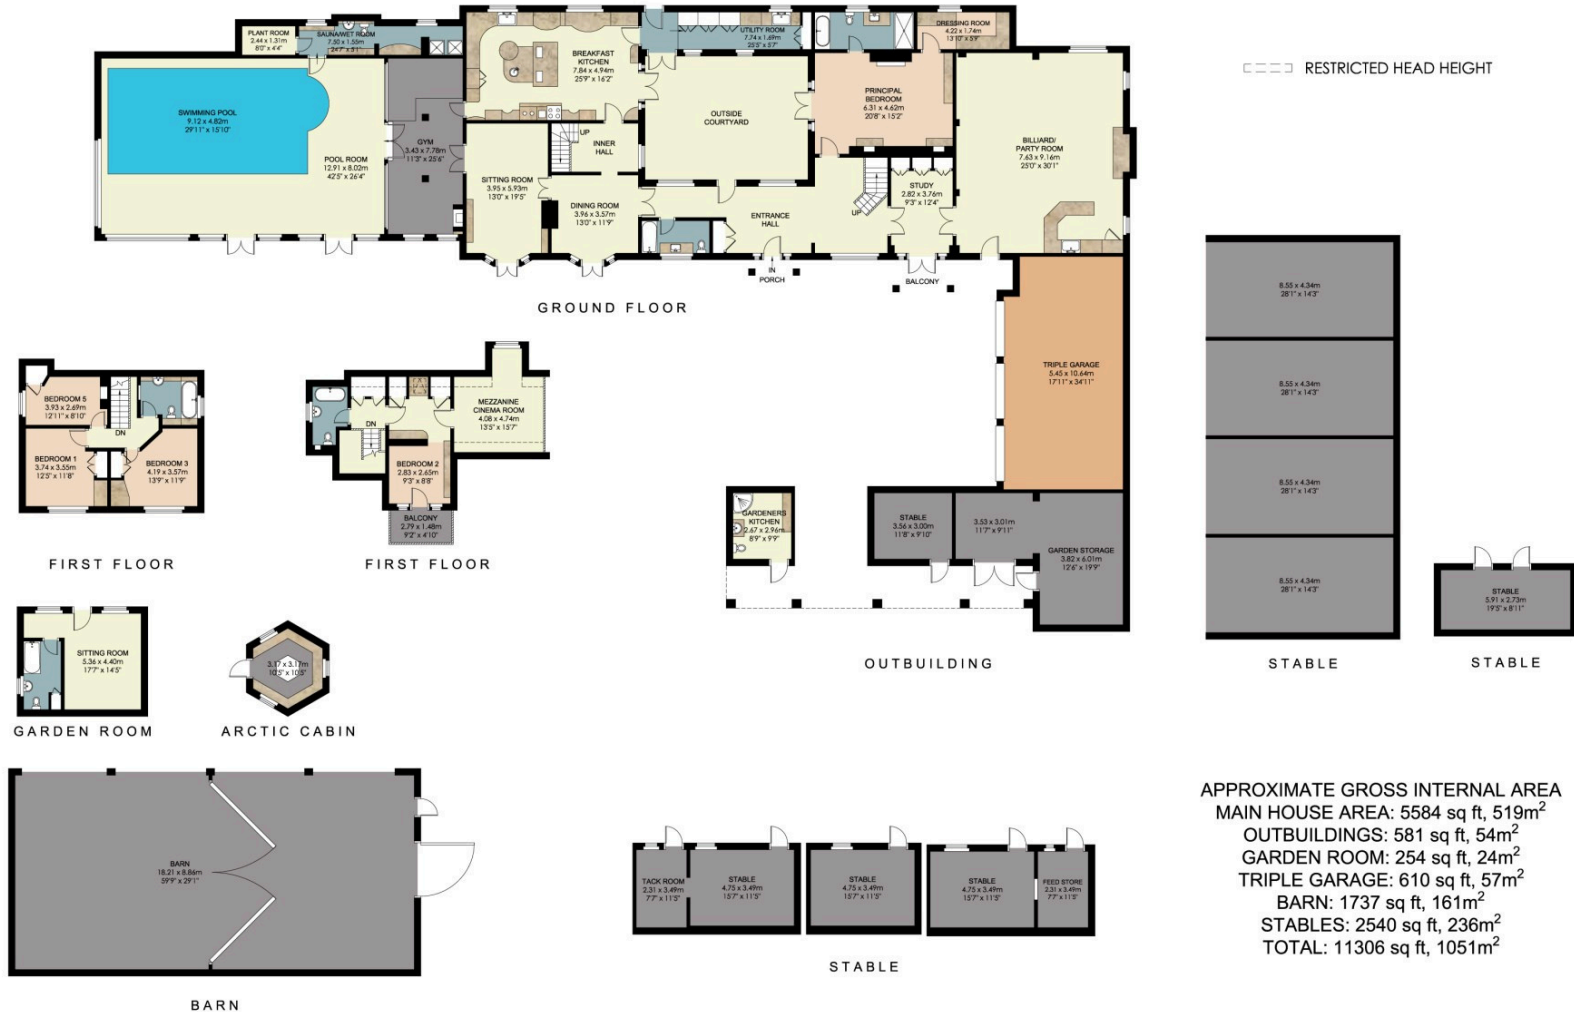 PLANT ROOM
2.44 x 1.31m
8'0" x 4'4"
SAUNA/WET ROOM
7.50 x 1.55m
24'7" x 5'1"
SWIMMING POOL
9.12 x 4.82m
29'11" x 15'10"
POOL ROOM
12.91 x 8.02m
42'5" x 26'4"
GYM
3.43 x 7.78m
11'3" x 25'6"
BREAKFAST
KITCHEN
7.84 x 4.94m
25'9" x 16'2"
UTILITY ROOM
7.74 x 1.69m
25'5" x 5'7"
DRESSING ROOM
4.22 x 1.74m
13'10" x 5'9"
OUTSIDE
COURTYARD
PRINCIPAL
BEDROOM
6.31 x 4.62m
20'8" x 15'2"
BILLIARD/
PARTY ROOM
7.63 x 9.16m
25'0" x 30'1"
UP
INNER
HALL
SITTING ROOM
3.95 x 5.93m
13'0" x 19'5"
DINING ROOM
3.96 x 3.57m
13'0" x 11'9"
ENTRANCE
HALL
UP
STUDY
2.82 x 3.76m
9'3" x 12'4"
IN
PORCH
BALCONY
GROUND FLOOR
RESTRICTED HEAD HEIGHT
TRIPLE GARAGE
5.45 x 10.64m
17'11" x 34'11"
BEDROOM 5
3.93 x 2.69m
12'11" x 8'10"
DN
BEDROOM 1
3.74 x 3.55m
12'5" x 11'8"
BEDROOM 3
4.19 x 3.57m
13'9" x 11'9"
FIRST FLOOR
MEZZANINE
CINEMA ROOM
4.08 x 4.74m
13'5" x 15'7"
DN
BEDROOM 2
2.83 x 2.65m
9'3" x 8'8"
BALCONY
2.79 x 1.48m
9'2" x 4'10"
FIRST FLOOR
GARDENERS
KITCHEN
2.67 x 2.96m
8'9" x 9'9"
STABLE
3.56 x 3.00m
11'8" x 9'10"
3.53 x 3.01m
11'7" x 9'11"
GARDEN STORAGE
3.82 x 6.01m
12'6" x 19'9"
OUTBUILDING
8.55 x 4.34m
28'1" x 14'3"
8.55 x 4.34m
28'1" x 14'3"
8.55 x 4.34m
28'1" x 14'3"
8.55 x 4.34m
28'1" x 14'3"
STABLE
STABLE
5.91 x 2.73m
19'5" x 8'11"
STABLE
SITTING ROOM
5.36 x 4.40m
17'7" x 14'5"
GARDEN ROOM
3.17 x 3.17m
10'5" x 10'5"
ARCTIC CABIN
BARN
18.21 x 8.86m
59'9" x 29'1"
BARN
TACK ROOM
2.31 x 3.49m
7'7" x 11'5"
STABLE
4.75 x 3.49m
15'7" x 11'5"
STABLE
4.75 x 3.49m
15'7" x 11'5"
STABLE
4.75 x 3.49m
15'7" x 11'5"
FEED STORE
2.31 x 3.49m
7'7" x 11'5"
STABLE
APPROXIMATE GROSS INTERNAL AREA
MAIN HOUSE AREA: 5584 sq ft, 519m²
OUTBUILDINGS: 581 sq ft, 54m²
GARDEN ROOM: 254 sq ft, 24m²
TRIPLE GARAGE: 610 sq ft, 57m²
BARN: 1737 sq ft, 161m²
STABLES: 2540 sq ft, 236m²
TOTAL: 11306 sq ft, 1051m²